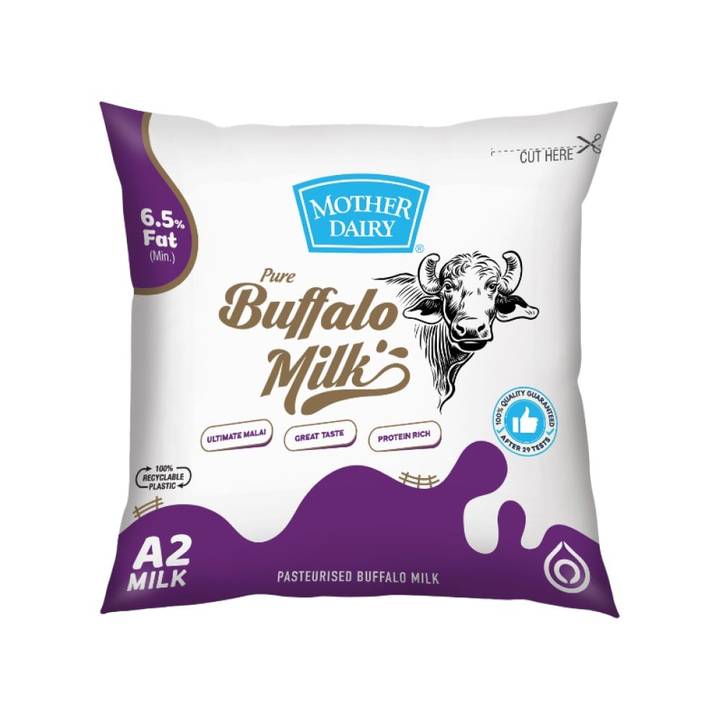 CUT HERE
6.5%
Fat
(Min.)
MOTHER
DAIRY
®
Pure
Buffalo
Milk
ULTIMATE MALAI
GREAT TASTE
PROTEIN RICH
100% QUALITY GUARANTEED
AFTER 29 TESTS
100%
RECYCLABLE
PLASTIC
A2
MILK
PASTEURISED BUFFALO MILK